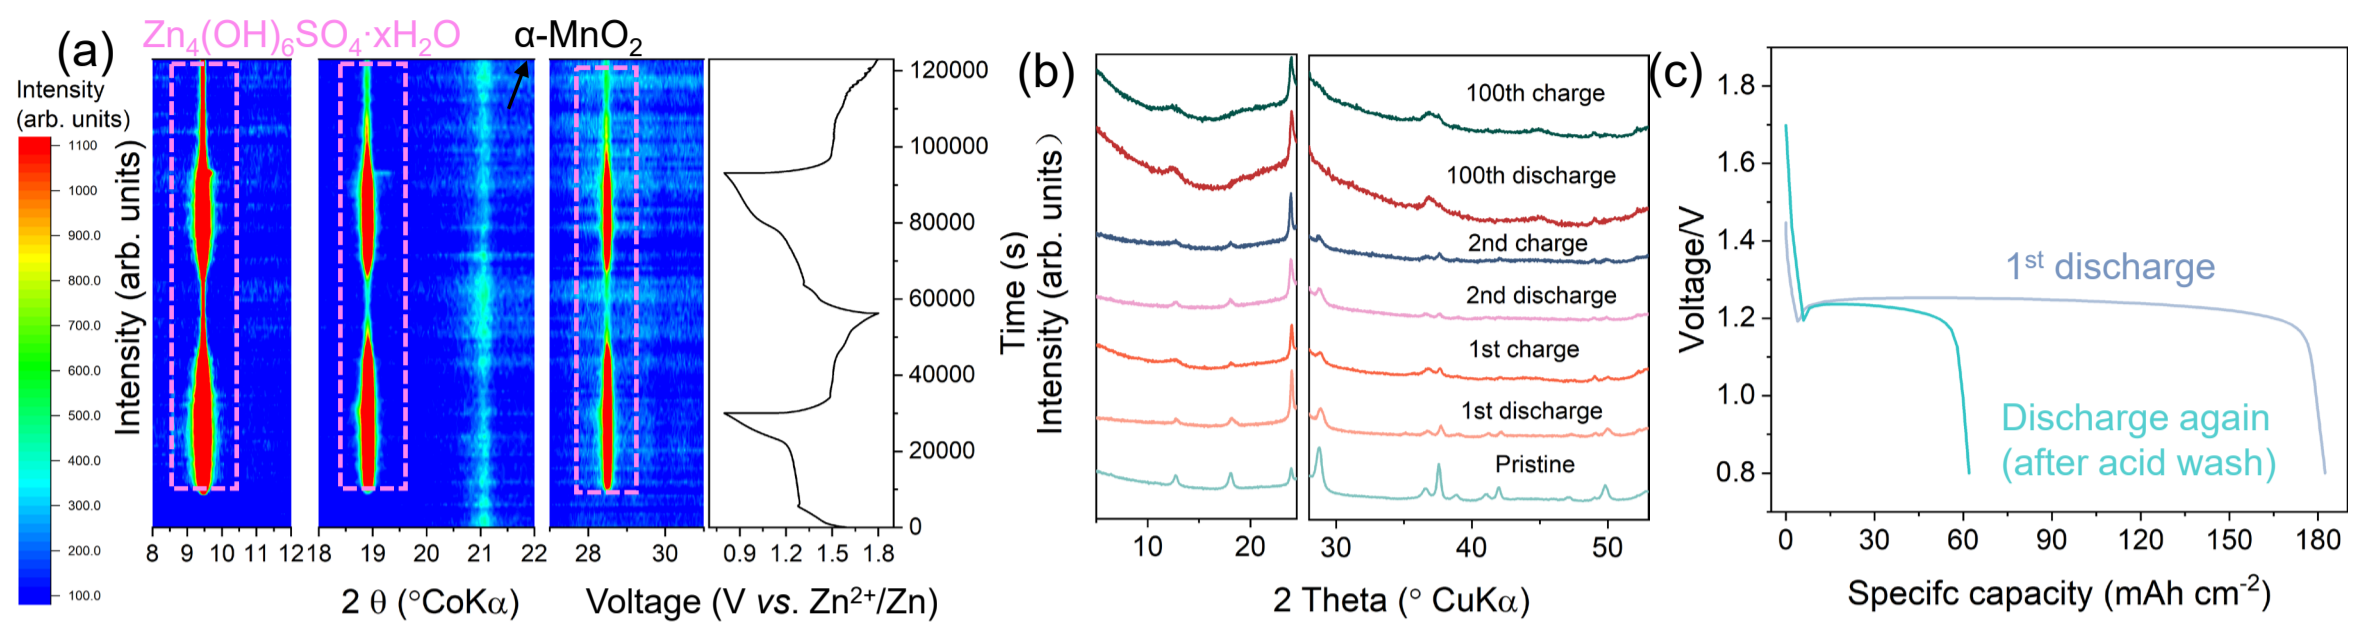 (a)
Zn4(OH)6SO4·xH2O
α-MnO2
Intensity
(arb. units)
1100
1000
900.0
800.0
700.0
600.0
500.0
400.0
300.0
200.0
100.0
Intensity (arb. units)
8 9 10 11 12
18 19 20 21 22
28 30
0.9 1.2 1.5 1.8
2 θ (°CoKα)
Voltage (V vs. Zn2+/Zn)
120000
100000
80000
60000
40000
20000
0
Time (s)
(b)
Intensity (arb. units)
100th charge
100th discharge
2nd charge
2nd discharge
1st charge
1st discharge
Pristine
10 20 30 40 50
2 Theta (° CuKα)
(c)
Voltage/V
1.8
1.6
1.4
1.2
1.0
0.8
1st discharge
Discharge again
(after acid wash)
0 30 60 90 120 150 180
Specifc capacity (mAh cm-2)